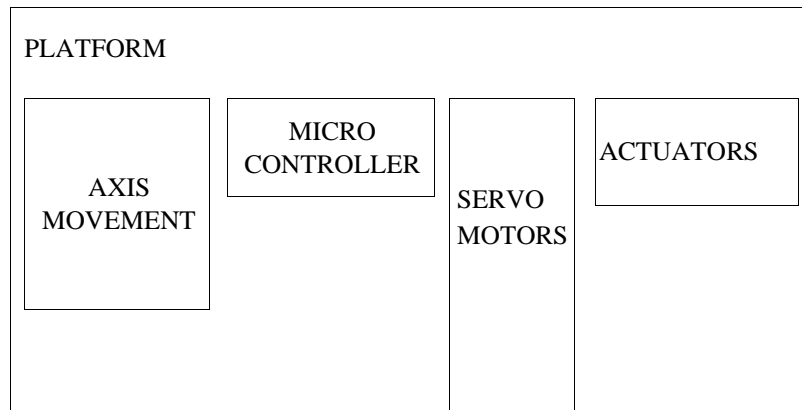 PLATFORM
AXIS
MOVEMENT
MICRO
CONTROLLER
SERVO
MOTORS
ACTUATORS